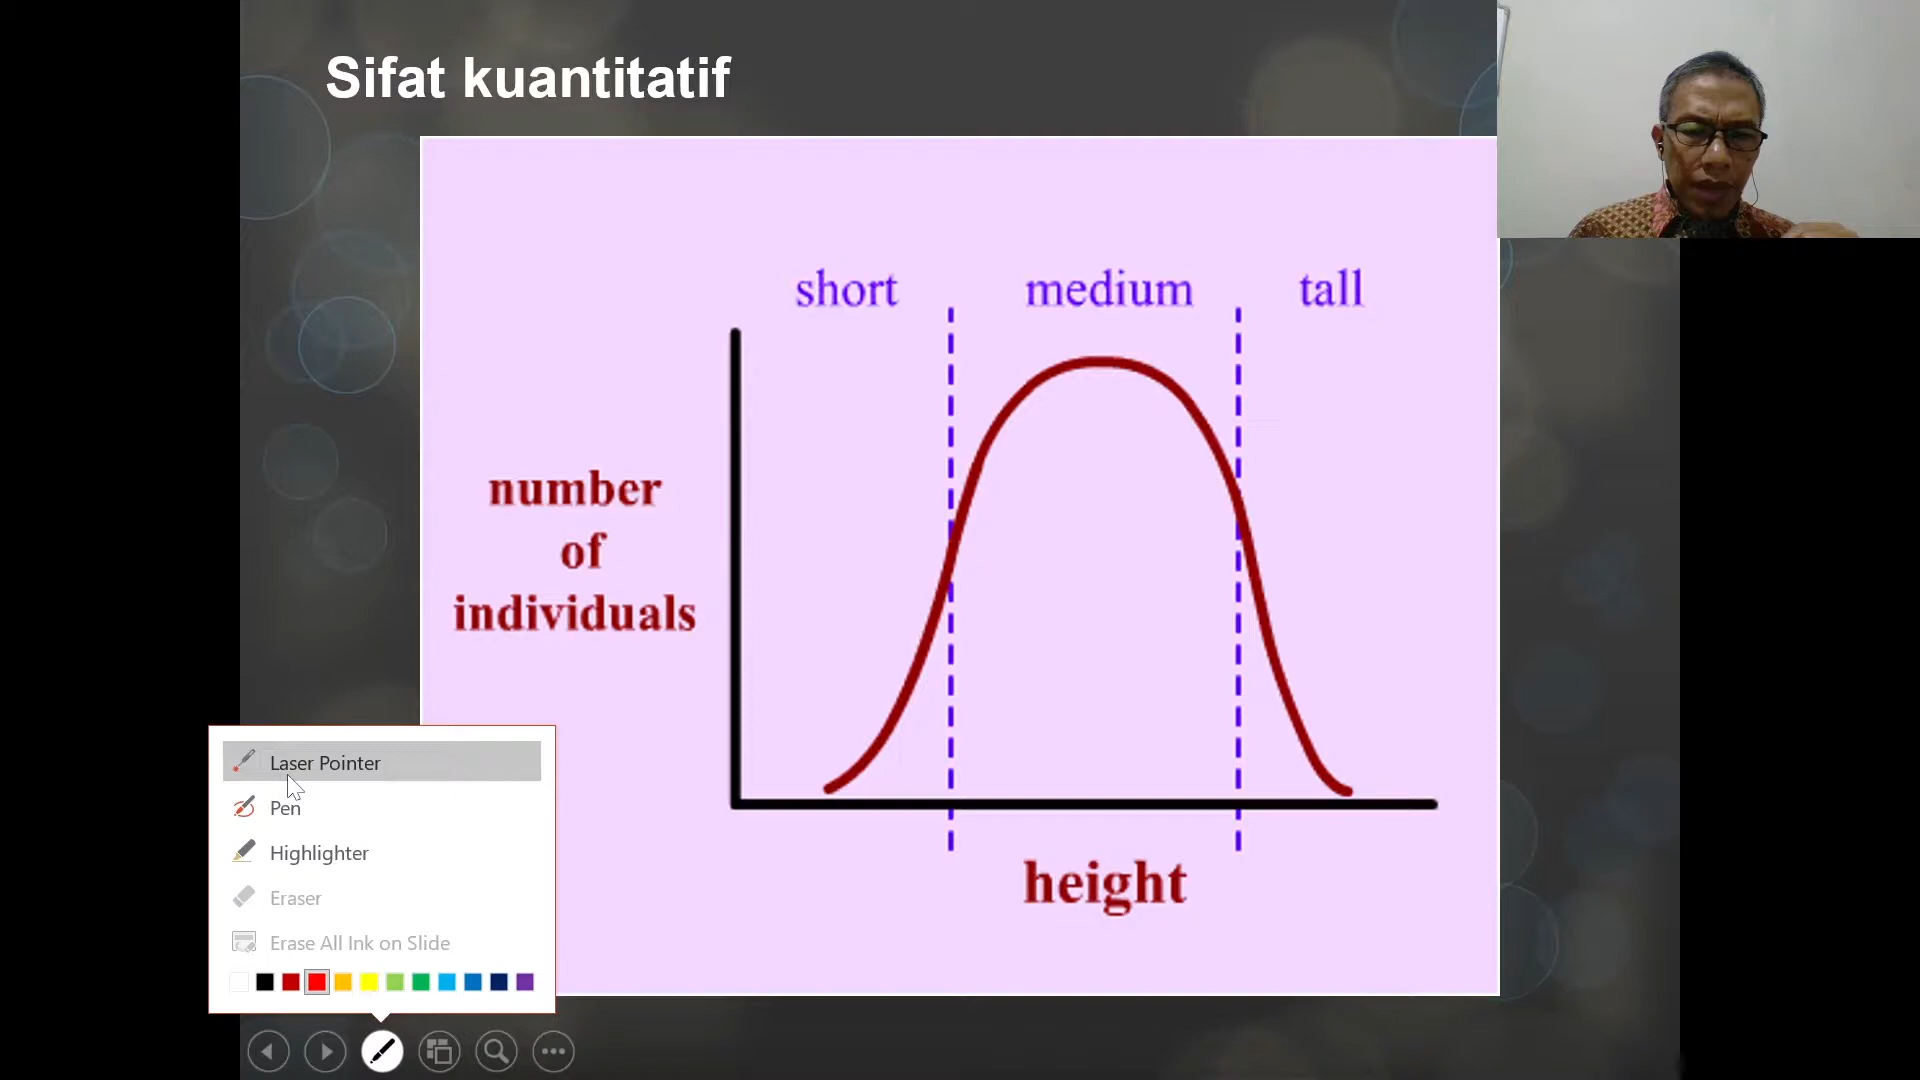 Sifat kuantitatif
short medium tall
number
of
individuals
height
Laser Pointer
Pen
Highlighter
Eraser
Erase All Ink on Slide